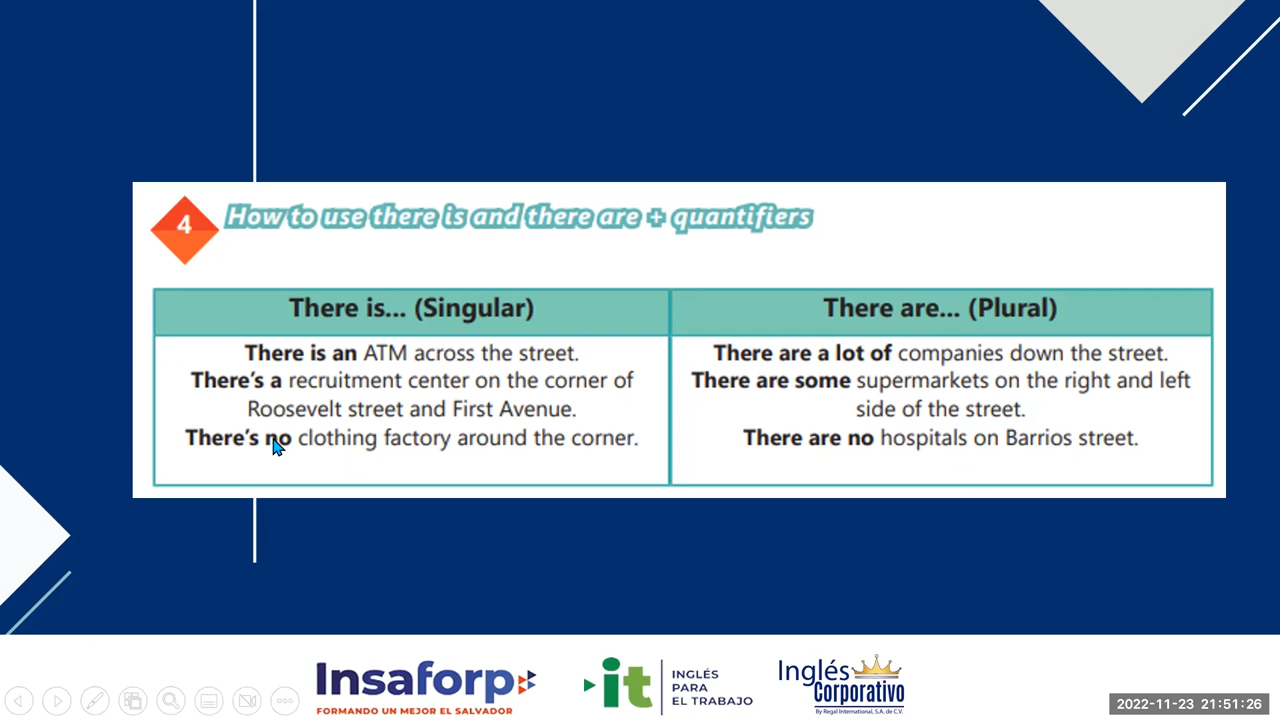 4
How to use there is and there are + quantifiers
There is... (Singular)
There are... (Plural)
There is an ATM across the street.
There's a recruitment center on the corner of
Roosevelt street and First Avenue.
There's no clothing factory around the corner.
There are a lot of companies down the street.
There are some supermarkets on the right and left
side of the street.
There are no hospitals on Barrios street.
Insaforp
FORMANDO UN MEJOR EL SALVADOR
it
INGLÉS
PARA
EL TRABAJO
Inglés
Corporativo
By Regal International, S.A. de C.V.
2022-11-23 21:51:26